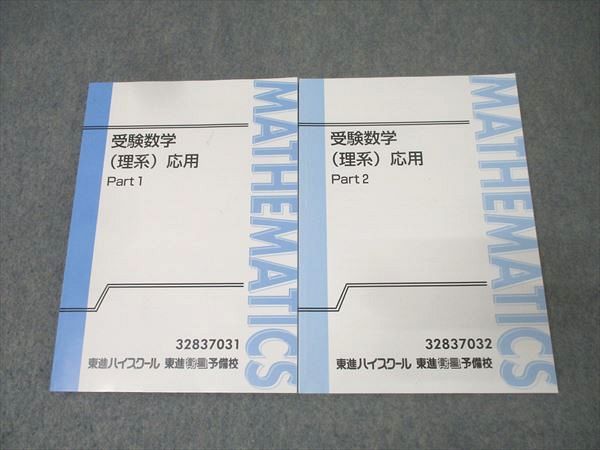 受験数学
(理系)応用
Part 1
MATHEMATICS
32837031
東進ハイスクール 東進衛星予備校
受験数学
(理系)応用
Part 2
MATHEMATICS
32837032
東進ハイスクール 東進衛星予備校